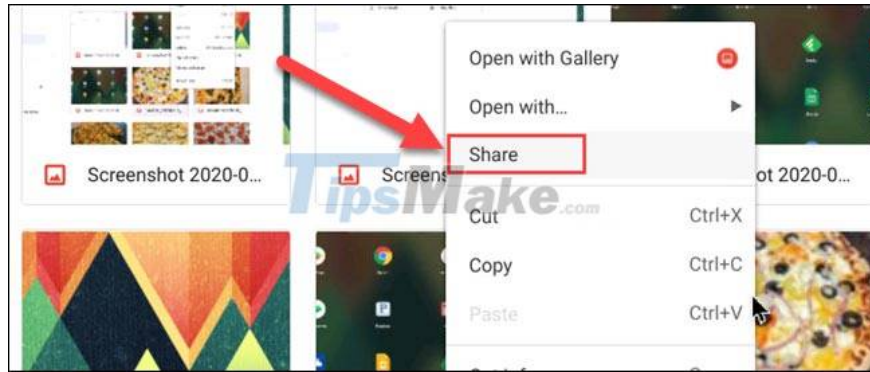 Open with Gallery
Open with...
Share
Screenshot 2020-0...
Screens
ot 2020-0...
TipsMake.com
Cut Ctrl+X
Copy Ctrl+C
Paste Ctrl+V